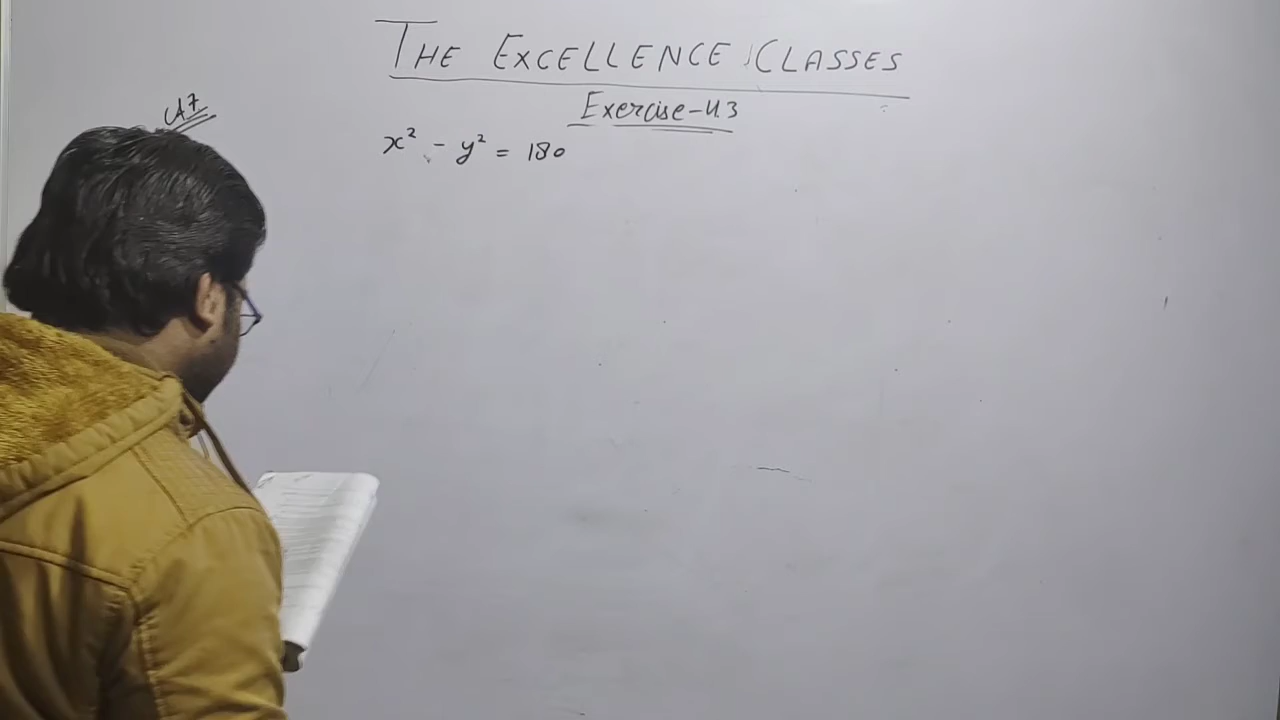 THE EXCELLENCE CLASSES
Exercise-4.3
Q7
x² - y² = 180